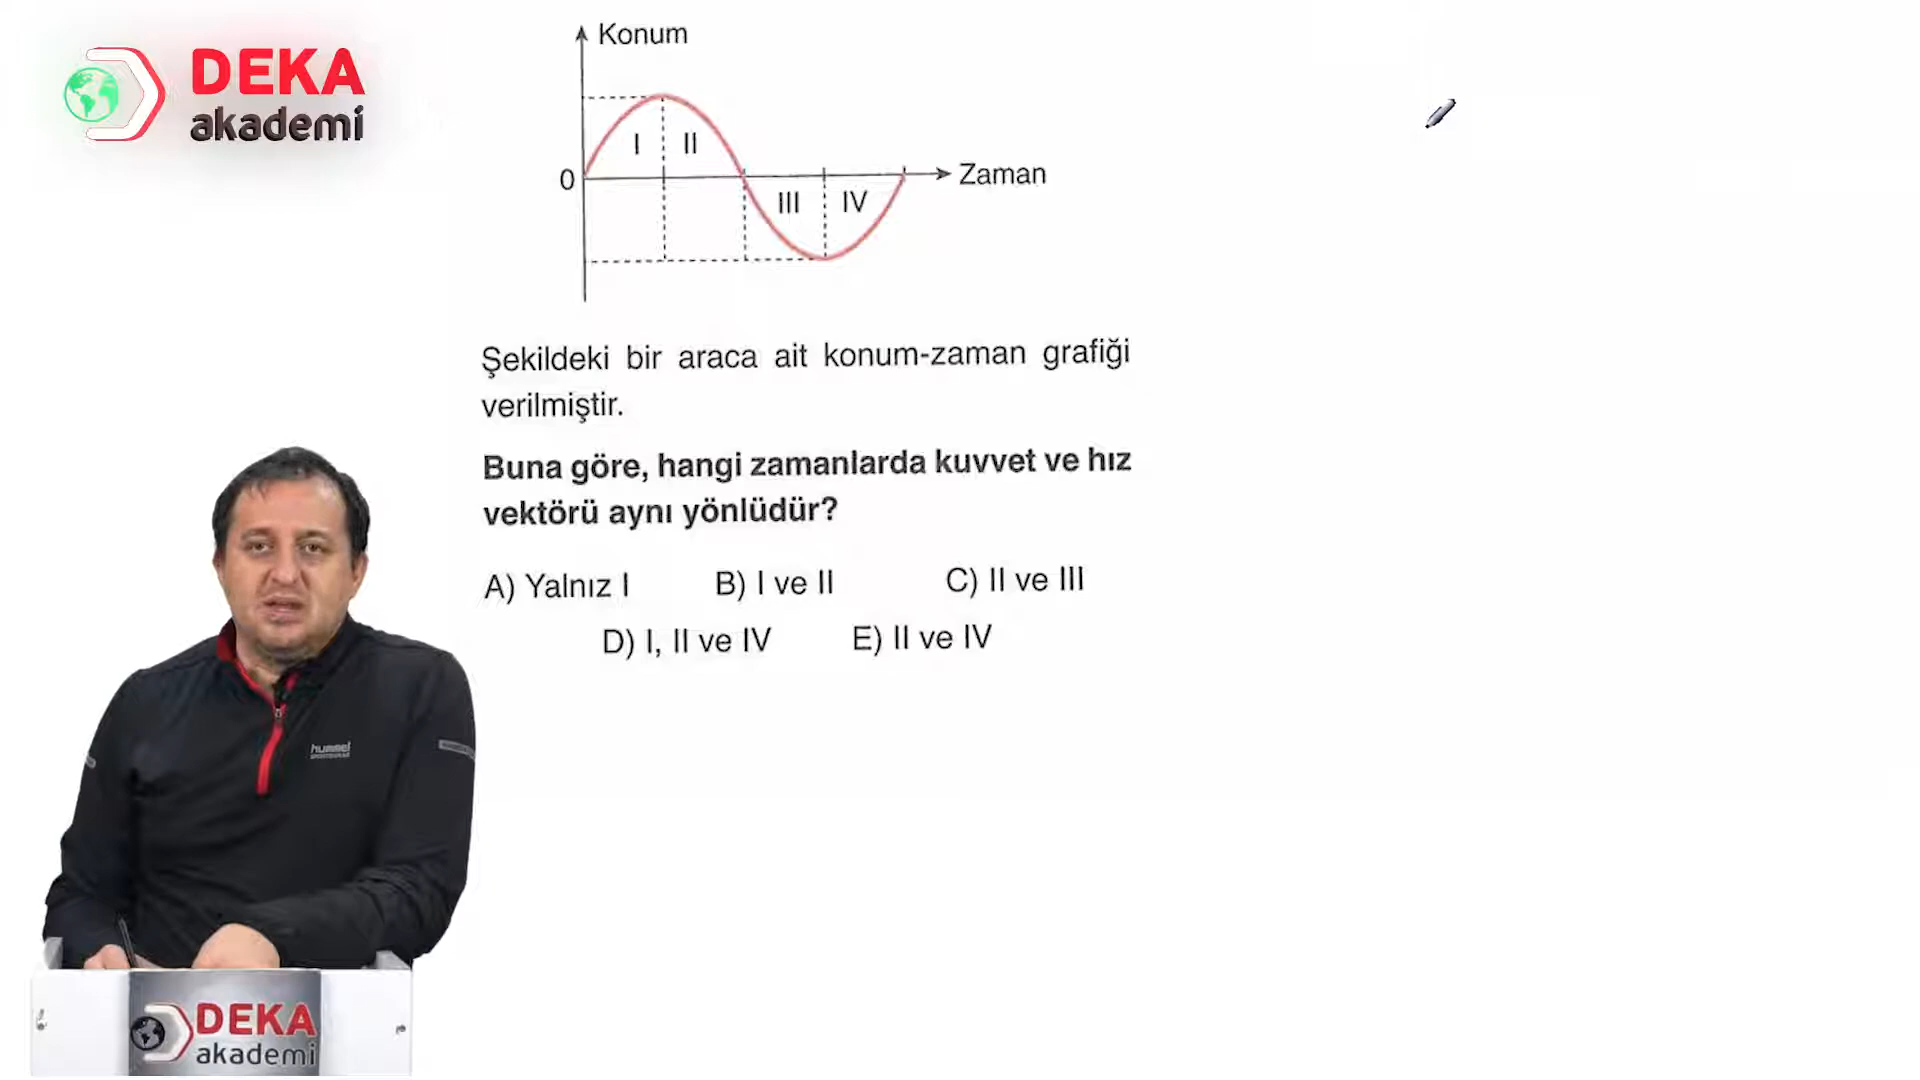 DEKA
akademi
Konum
I
II
0
Zaman
III
IV
Şekildeki bir araca ait konum-zaman grafiği
verilmiştir.
Buna göre, hangi zamanlarda kuvvet ve hız
vektörü aynı yönlüdür?
A) Yalnız I
B) I ve II
C) II ve III
D) I, II ve IV
E) II ve IV
hummel
DEKA
akademi